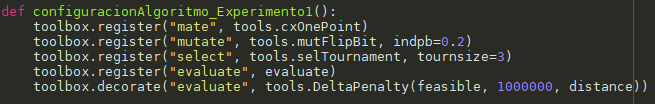 def configuracionAlgoritmo_Experimento1():
    toolbox.register("mate", tools.cxOnePoint)
    toolbox.register("mutate", tools.mutFlipBit, indpb=0.2)
    toolbox.register("select", tools.selTournament, tournsize=3)
    toolbox.register("evaluate", evaluate)
    toolbox.decorate("evaluate", tools.DeltaPenalty(feasible, 1000000, distance))